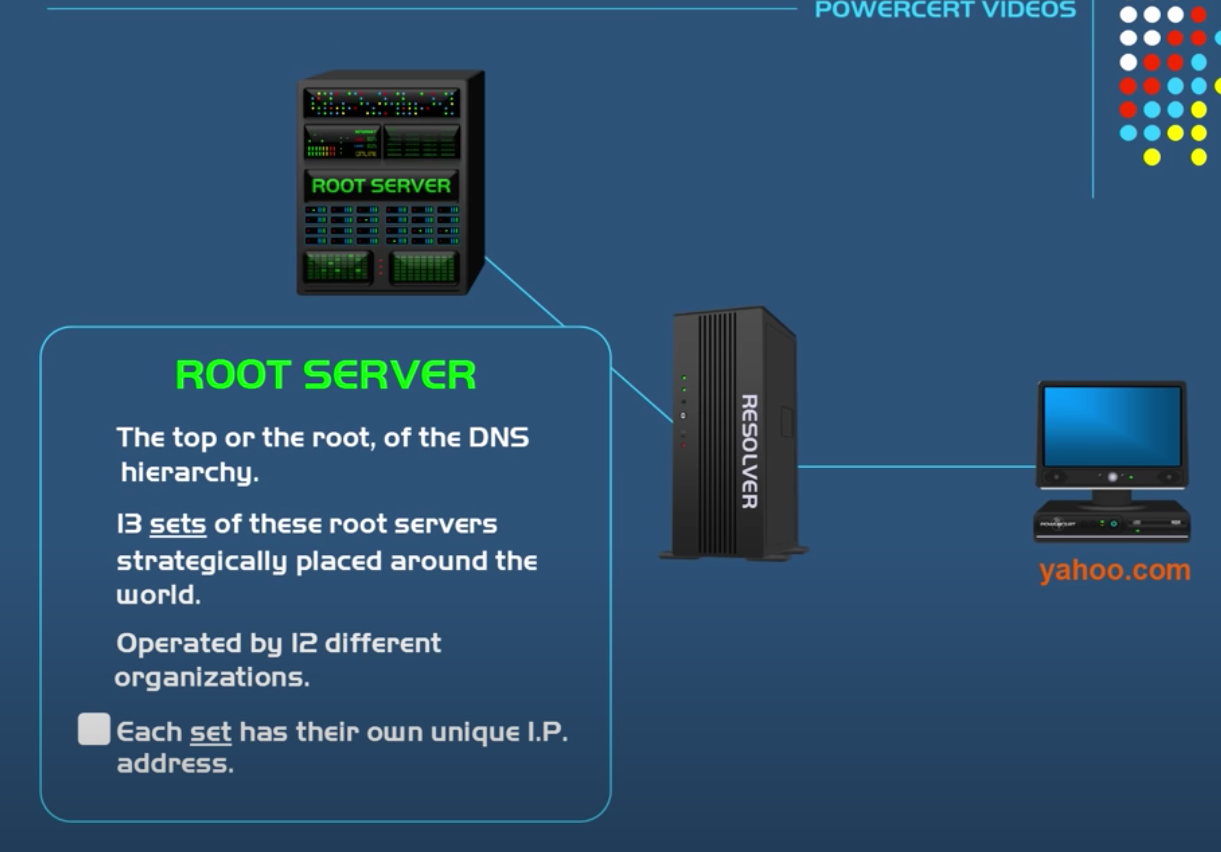 POWERCERT VIDEOS
ROOT SERVER
ROOT SERVER
The top or the root, of the DNS
hierarchy.
13 sets of these root servers
strategically placed around the
world.
Operated by 12 different
organizations.
Each set has their own unique I.P.
address.
RESOLVER
POWERCERT
yahoo.com